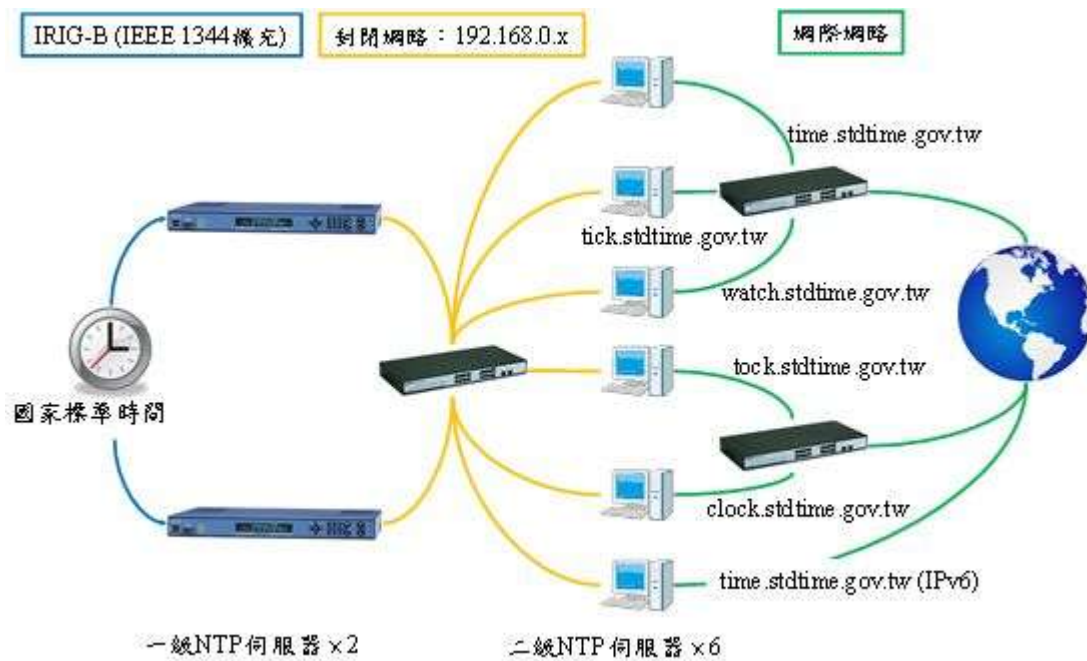 IRIG-B (IEEE 1344擴充)
封閉網路：192.168.0.x
網際網路
time.stdtime.gov.tw
tick.stdtime.gov.tw
watch.stdtime.gov.tw
tock.stdtime.gov.tw
國家標準時間
clock.stdtime.gov.tw
time.stdtime.gov.tw (IPv6)
一級NTP伺服器×2
二級NTP伺服器×6